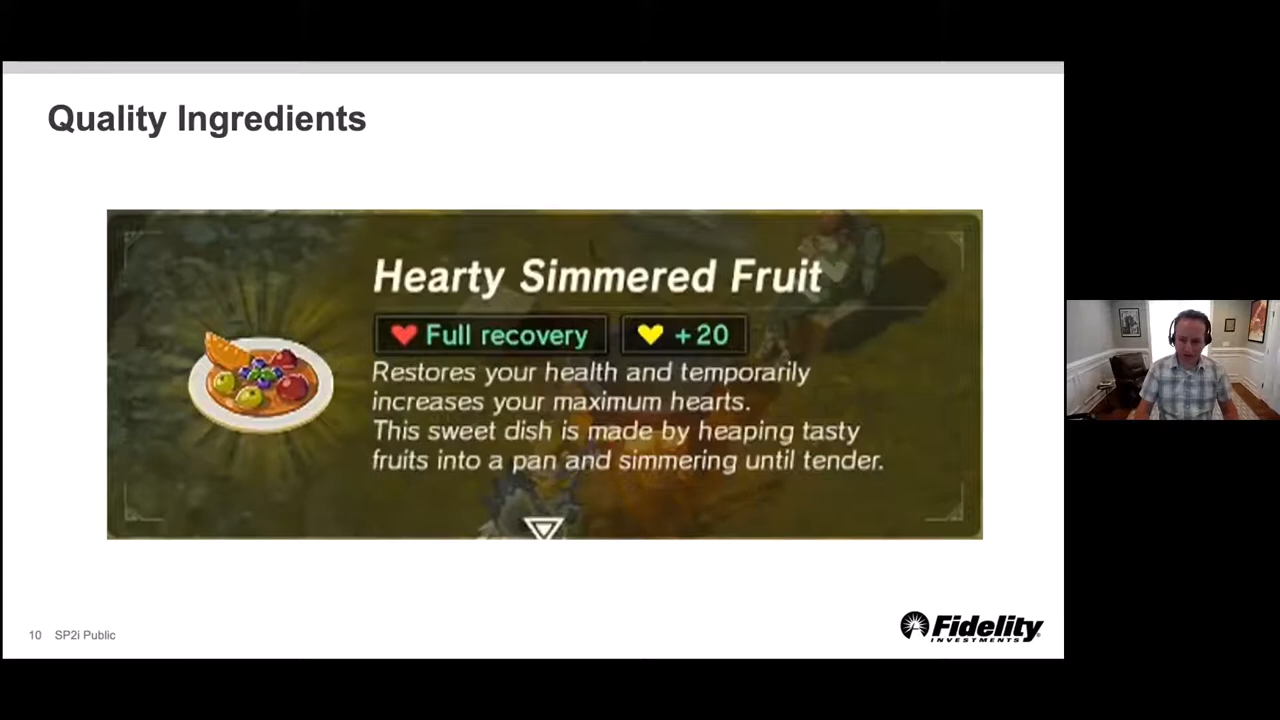 Quality Ingredients
Hearty Simmered Fruit
Full recovery
+20
Restores your health and temporarily
increases your maximum hearts.
This sweet dish is made by heaping tasty
fruits into a pan and simmering until tender.
10 SP2i Public
Fidelity
INVESTMENTS